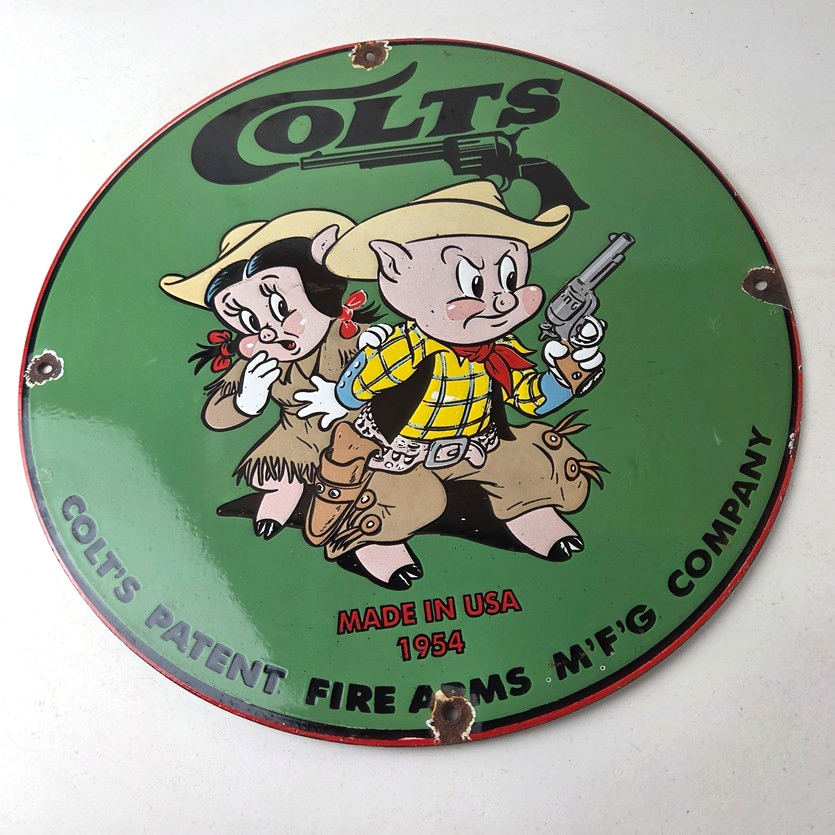 COLTS
MADE IN USA
1954
COLT'S PATENT FIRE ARMS M'F'G COMPANY